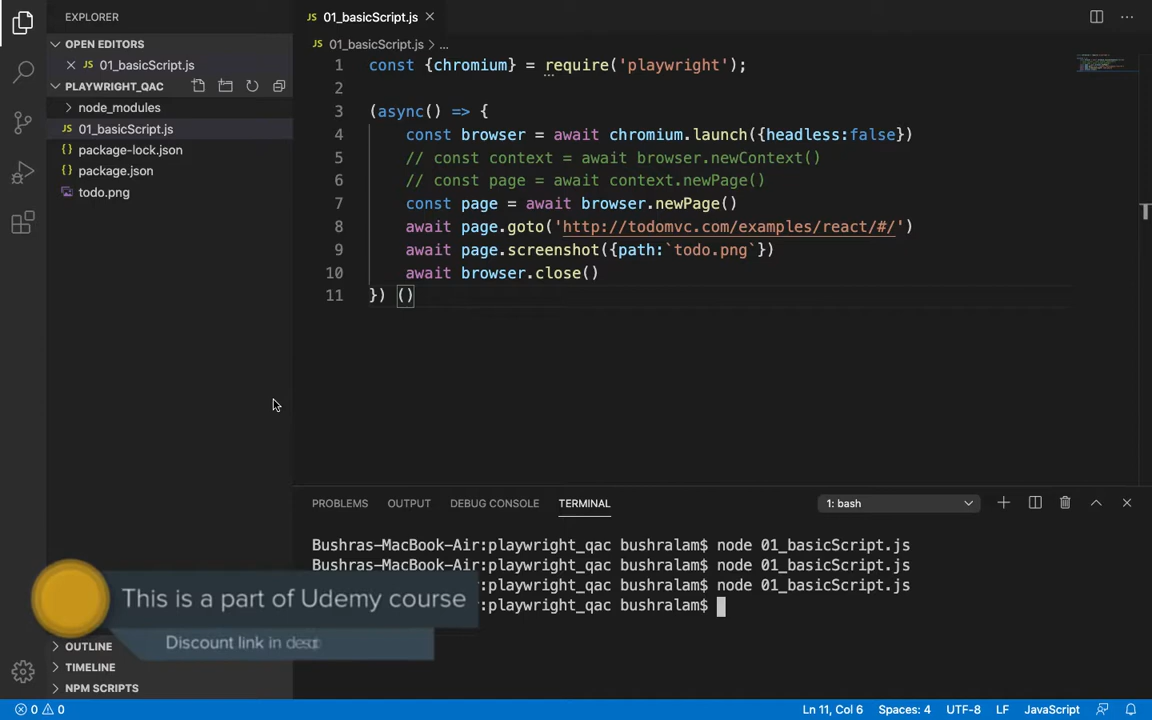 EXPLORER
OPEN EDITORS
JS 01_basicScript.js
PLAYWRIGHT_QAC
node_modules
JS 01_basicScript.js
{} package-lock.json
{} package.json
todo.png
OUTLINE
TIMELINE
NPM SCRIPTS
JS 01_basicScript.js
JS 01_basicScript.js > ...
1 const {chromium} = require('playwright');
2
3 (async() => {
4 const browser = await chromium.launch({headless:false})
5 // const context = await browser.newContext()
6 // const page = await context.newPage()
7 const page = await browser.newPage()
8 await page.goto('http://todomvc.com/examples/react/#/')
9 await page.screenshot({path:`todo.png`})
10 await browser.close()
11 }) ()
PROBLEMS OUTPUT DEBUG CONSOLE TERMINAL 1: bash
Bushras-MacBook-Air:playwright_qac bushralam$ node 01_basicScript.js
Bushras-MacBook-Air:playwright_qac bushralam$ node 01_basicScript.js
:playwright_qac bushralam$ node 01_basicScript.js
:playwright_qac bushralam$
This is a part of Udemy course
Discount link in
0 0 Ln 11, Col 6 Spaces: 4 UTF-8 LF JavaScript